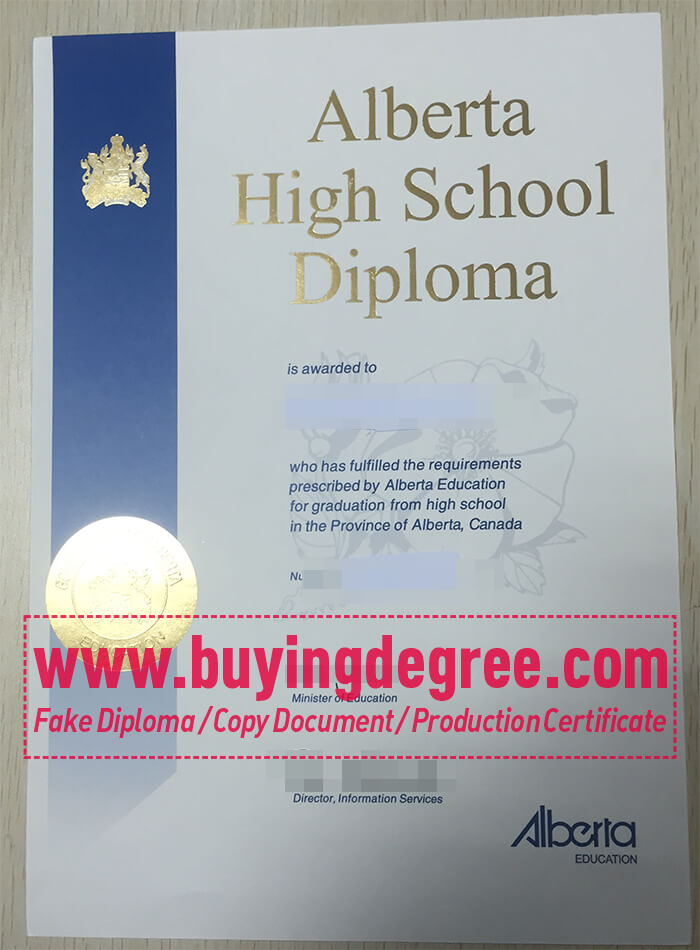 Alberta
High School
Diploma
is awarded to
who has fulfilled the requirements
prescribed by Alberta Education
for graduation from high school
in the Province of Alberta, Canada
EDUCATION
www.buyingdegree.com
Fake Diploma / Copy Document / Production Certificate
Minister of Education
Director, Information Services
Alberta
EDUCATION